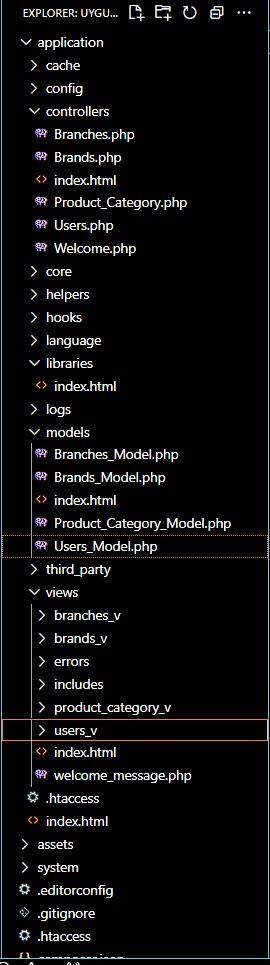 EXPLORER: UYGU...
application
cache
config
controllers
Branches.php
Brands.php
index.html
Product_Category.php
Users.php
Welcome.php
core
helpers
hooks
language
libraries
index.html
logs
models
Branches_Model.php
Brands_Model.php
index.html
Product_Category_Model.php
Users_Model.php
third_party
views
branches_v
brands_v
errors
includes
product_category_v
users_v
index.html
welcome_message.php
.htaccess
index.html
assets
system
.editorconfig
.gitignore
.htaccess